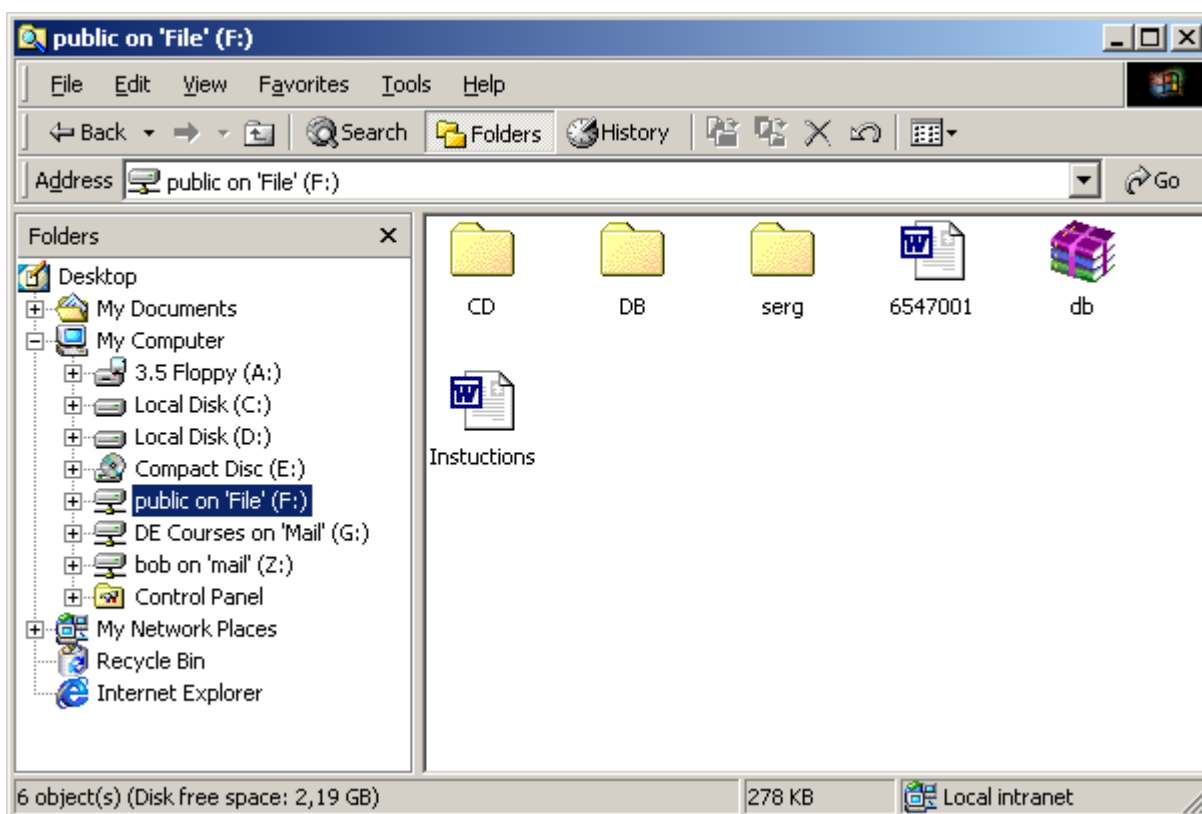 public on 'File' (F:)
File Edit View Favorites Tools Help
Back Search Folders History
Address public on 'File' (F:) Go
Folders
Desktop
My Documents
My Computer
3.5 Floppy (A:)
Local Disk (C:)
Local Disk (D:)
Compact Disc (E:)
public on 'File' (F:)
DE Courses on 'Mail' (G:)
bob on 'mail' (Z:)
Control Panel
My Network Places
Recycle Bin
Internet Explorer
CD DB serg 6547001 db
Instuctions
6 object(s) (Disk free space: 2,19 GB) 278 KB Local intranet